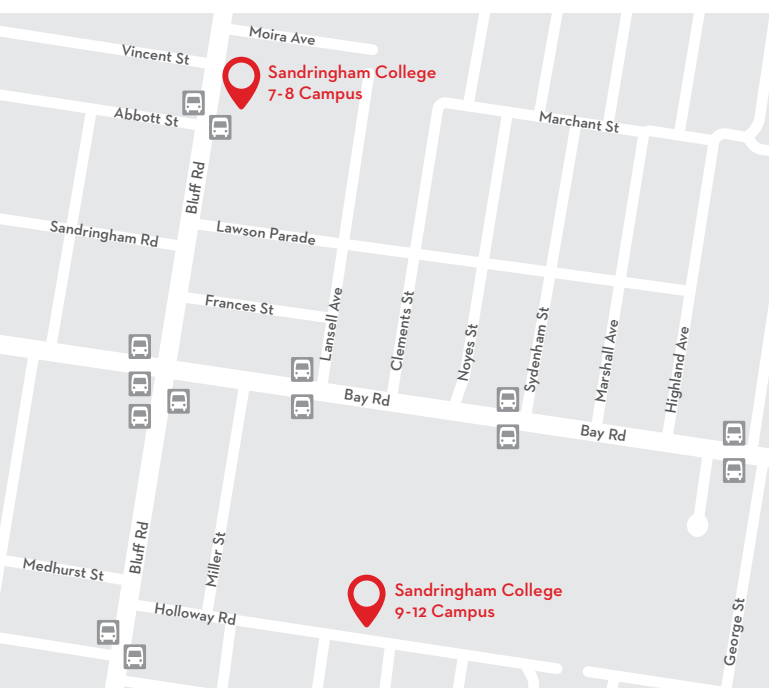 Moira Ave
Vincent St
Sandringham College
7-8 Campus
Abbott St
Marchant St
Bluff Rd
Sandringham Rd
Lawson Parade
Frances St
Lansell Ave
Clements St
Noyes St
Sydenham St
Marshall Ave
Highland Ave
Bay Rd
Bay Rd
Bluff Rd
Miller St
Medhurst St
Sandringham College
9-12 Campus
Holloway Rd
George St